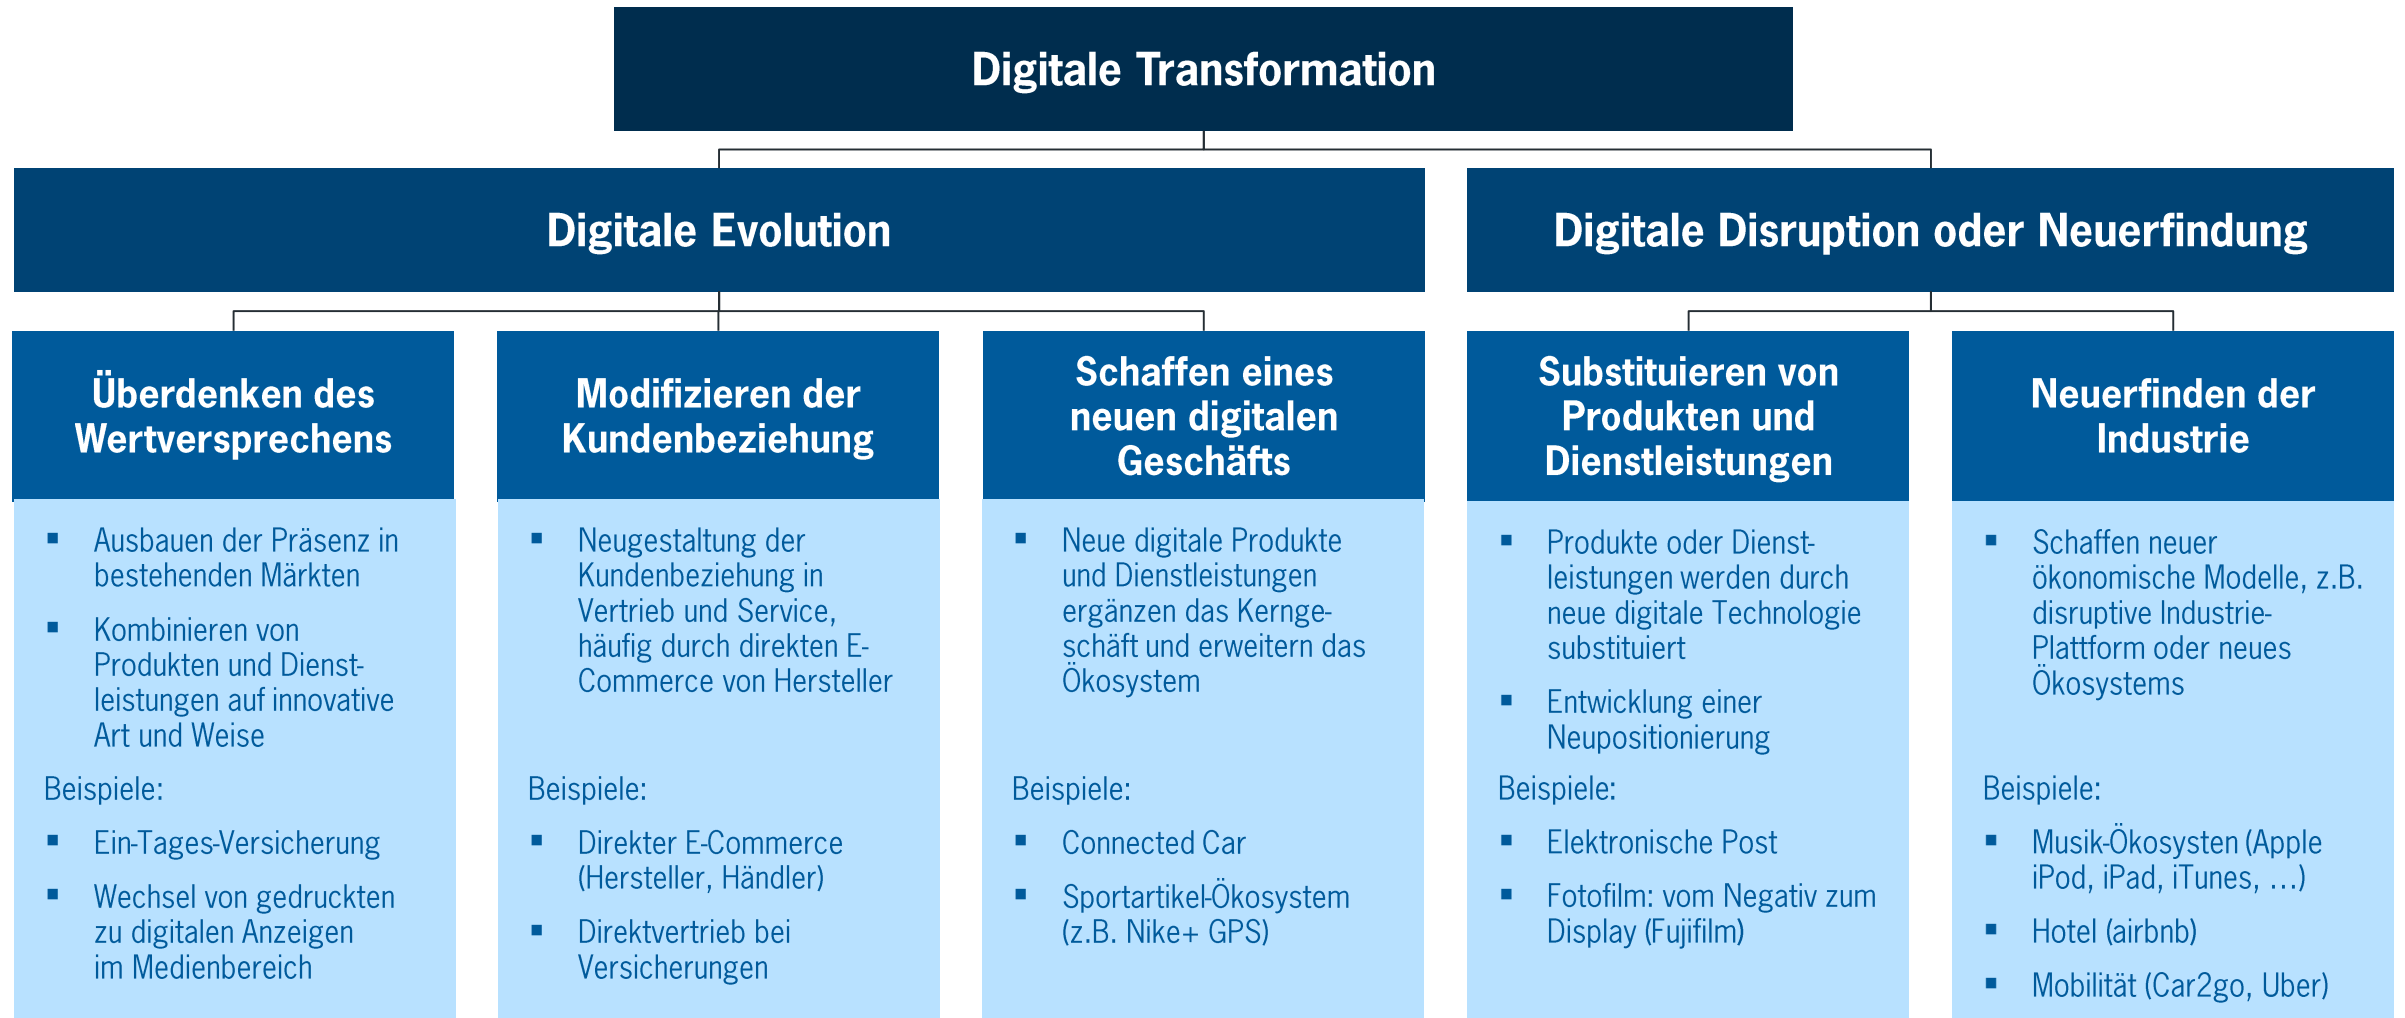 Digitale Transformation
Digitale Evolution
Digitale Disruption oder Neuerfindung
Überdenken des
Wertversprechens
▪ Ausbauen der Präsenz in
bestehenden Märkten
▪ Kombinieren von
Produkten und Dienst-
leistungen auf innovative
Art und Weise
Beispiele:
▪ Ein-Tages-Versicherung
▪ Wechsel von gedruckten
zu digitalen Anzeigen
im Medienbereich
Modifizieren der
Kundenbeziehung
▪ Neugestaltung der
Kundenbeziehung in
Vertrieb und Service,
häufig durch direkten E-
Commerce von Hersteller
Beispiele:
▪ Direkter E-Commerce
(Hersteller, Händler)
▪ Direktvertrieb bei
Versicherungen
Schaffen eines
neuen digitalen
Geschäfts
▪ Neue digitale Produkte
und Dienstleistungen
ergänzen das Kernge-
schäft und erweitern das
Ökosystem
Beispiele:
▪ Connected Car
▪ Sportartikel-Ökosystem
(z.B. Nike+ GPS)
Substituieren von
Produkten und
Dienstleistungen
▪ Produkte oder Dienst-
leistungen werden durch
neue digitale Technologie
substituiert
▪ Entwicklung einer
Neupositionierung
Beispiele:
▪ Elektronische Post
▪ Fotofilm: vom Negativ zum
Display (Fujifilm)
Neuerfinden der
Industrie
▪ Schaffen neuer
ökonomische Modelle, z.B.
disruptive Industrie-
Plattform oder neues
Ökosystems
Beispiele:
▪ Musik-Ökosysten (Apple
iPod, iPad, iTunes, …)
▪ Hotel (airbnb)
▪ Mobilität (Car2go, Uber)